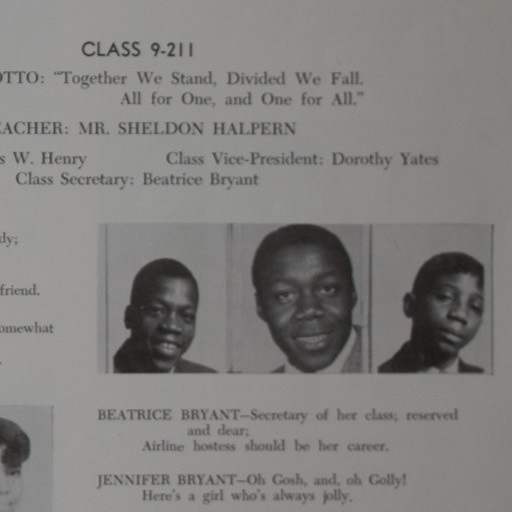 CLASS 9-211
OTTO: "Together We Stand, Divided We Fall.
All for One, and One for All."
EACHER: MR. SHELDON HALPERN
s W. Henry Class Vice-President: Dorothy Yates
Class Secretary: Beatrice Bryant
dy;
friend.
omewhat
BEATRICE BRYANT—Secretary of her class; reserved
and dear;
Airline hostess should be her career.
JENNIFER BRYANT—Oh Gosh, and, oh Golly!
Here's a girl who's always jolly.